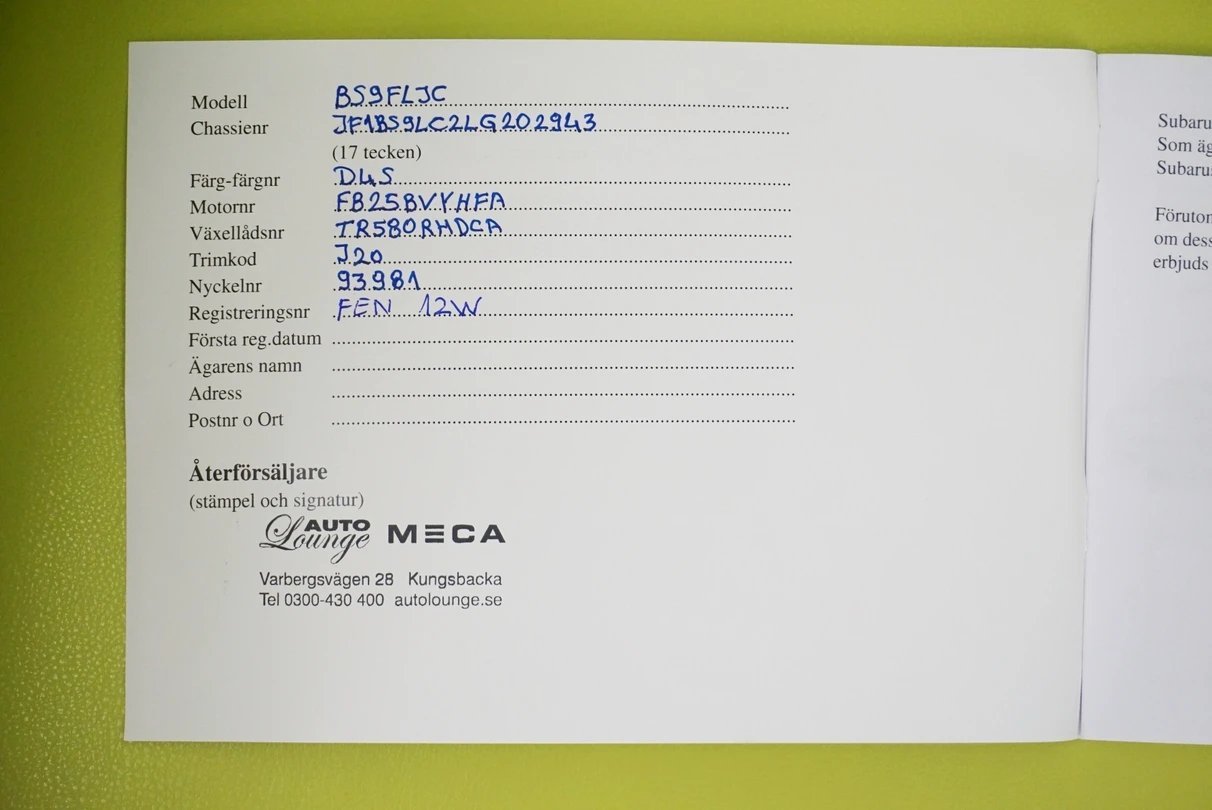 Modell BS9FLJC
Chassienr JF1BS9LC2LG202943
(17 tecken)
Färg-färgnr D4S
Motornr FB25BVYHFA
Växellådsnr TR580RHDCA
Trimkod J20
Nyckelnr 93981
Registreringsnr FEN 12W
Första reg.datum
Ägarens namn
Adress
Postnr o Ort
Återförsäljare
(stämpel och signatur)
AUTO Lounge MECA
Varbergsvägen 28 Kungsbacka
Tel 0300-430 400 autolounge.se
Subaru
Som äg
Subaru
Föruton
om dess
erbjuds